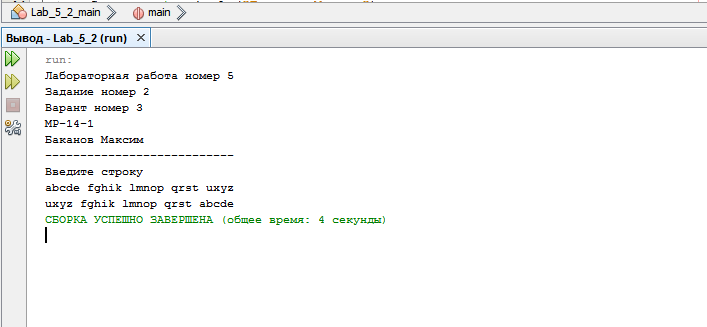 Lab_5_2_main main
Вывод - Lab_5_2 (run) ×
run:
Лабораторная работа номер 5
Задание номер 2
Варант номер 3
МР-14-1
Баканов Максим
---------------------------
Введите строку
abcde fghik lmnop qrst uxyz
uxyz fghik lmnop qrst abcde
СБОРКА УСПЕШНО ЗАВЕРШЕНА (общее время: 4 секунды)